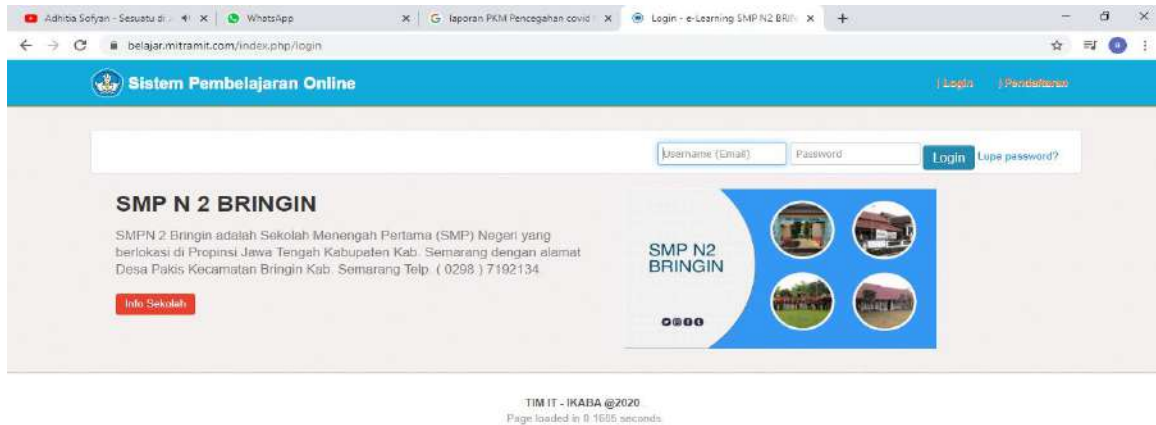 Adhitia Sofyan - Sesuatu di
WhatsApp
laporan PKM Pencegahan covid
Login - e-Learning SMP N2 BRI
belajar.mitramit.com/index.php/login
Sistem Pembelajaran Online
| Login | Pendaftaran
Username (Email) Password Login Lupa password?
SMP N 2 BRINGIN
SMPN 2 Bringin adalah Sekolah Menengah Pertama (SMP) Negeri yang
berlokasi di Propinsi Jawa Tengah Kabupaten Kab. Semarang dengan alamat
Desa Pakis Kecamatan Bringin Kab. Semarang Telp. ( 0298 ) 7192134
Info Sekolah
SMP N2
BRINGIN
TIM IT - IKABA @2020
Page loaded in 0.1655 seconds